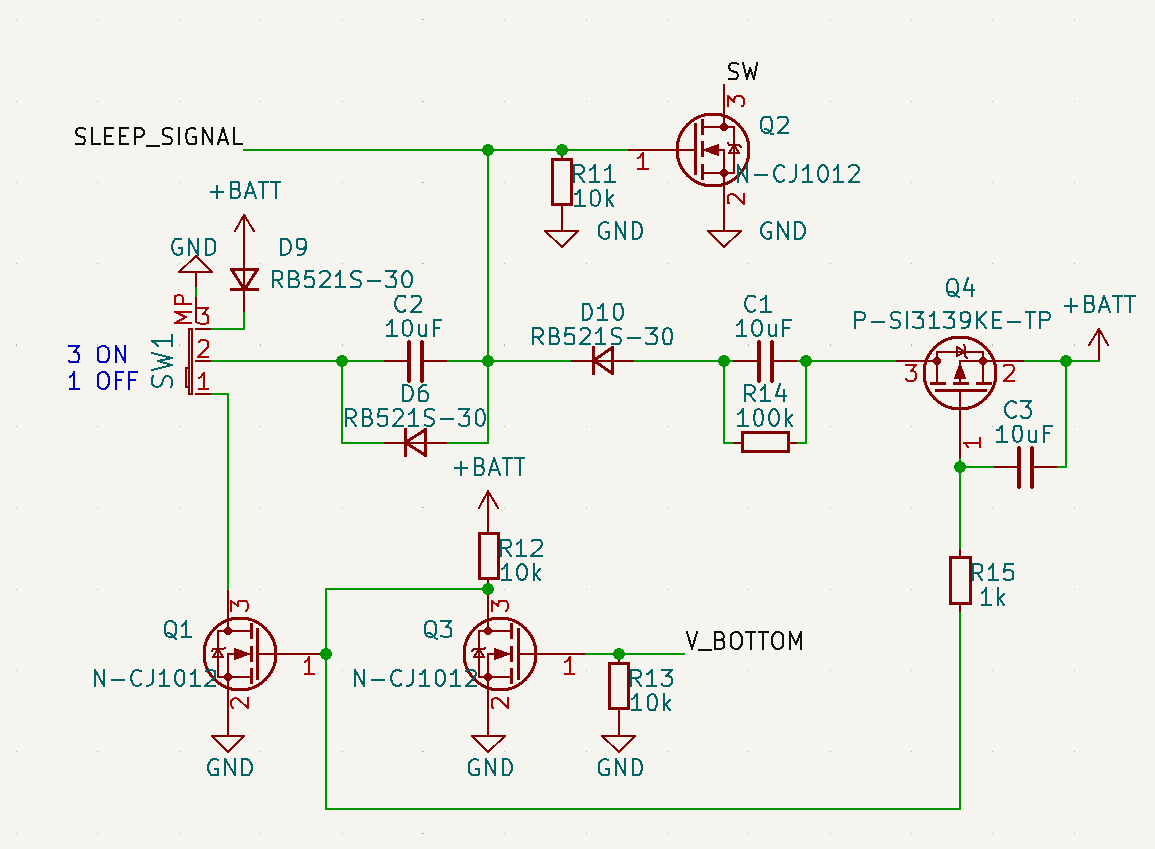 SW
3
SLEEP_SIGNAL
Q2
1
R11
10k
N-CJ1012
+BATT
2
GND
GND
GND
D9
RB521S-30
Q4
MP
3
C2
10uF
D10
RB521S-30
C1
10uF
P-SI3139KE-TP
+BATT
3 ON
1 OFF
SW1
2
1
3
2
D6
RB521S-30
R14
100k
C3
10uF
1
+BATT
R12
10k
R15
1k
3
3
Q1
Q3
V_BOTTOM
1
1
N-CJ1012
N-CJ1012
R13
10k
2
2
GND
GND
GND